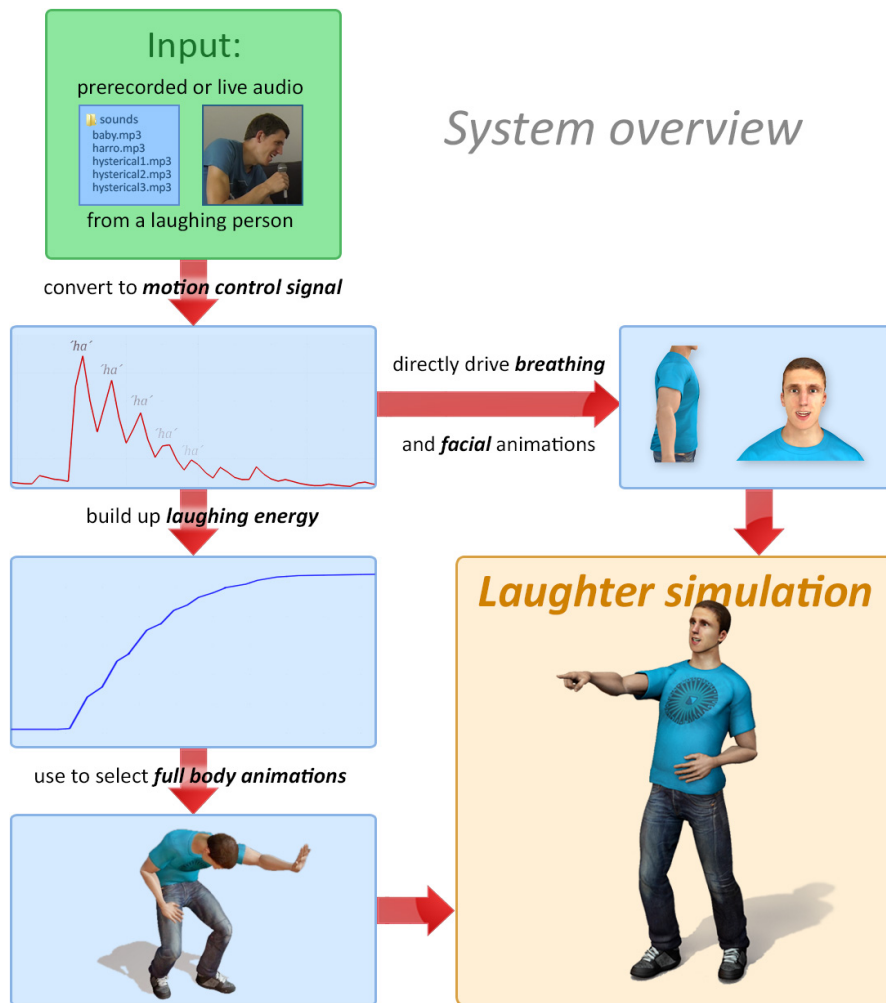 Input:
prerecorded or live audio
sounds
baby.mp3
harro.mp3
hysterical1.mp3
hysterical2.mp3
hysterical3.mp3
from a laughing person
System overview
convert to motion control signal
´ha´
´ha´
´ha´
´ha´
´ha´
directly drive breathing
and facial animations
build up laughing energy
Laughter simulation
use to select full body animations